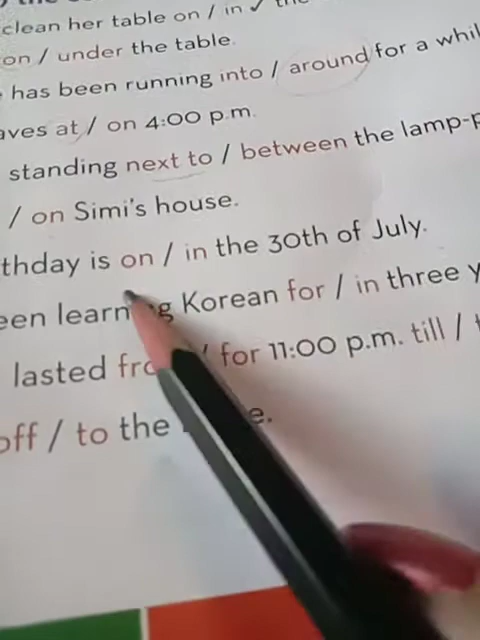 clean her table on / in ✓ the
on / under the table.
has been running into / around for a whil
aves at / on 4:00 p.m.
standing next to / between the lamp-p
/ on Simi's house.
thday is on / in the 30th of July.
een learn g Korean for / in three y
lasted fro / for 11:00 p.m. till / t
off / to the e.